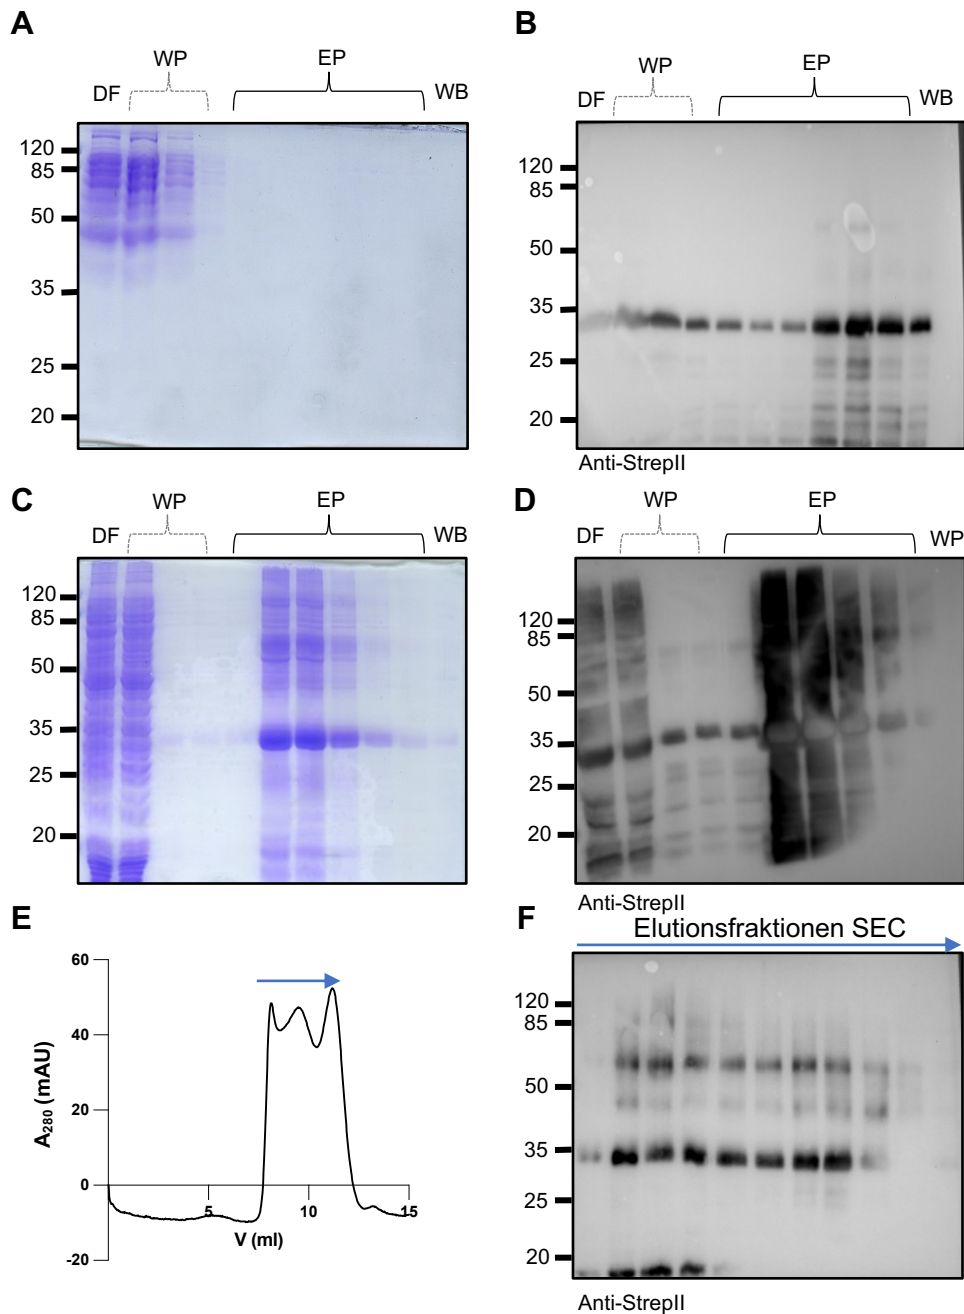 A
WP
EP
DF
WB
120
85
50
35
25
20
B
WP
EP
DF
WB
120
85
50
35
25
20
Anti-StrepII
C
WP
EP
DF
WB
120
85
50
35
25
20
D
WP
EP
DF
WP
120
85
50
35
25
20
Anti-StrepII
E
60
40
20
0
-20
A280 (mAU)
5
10
15
V (ml)
F
Elutionsfraktionen SEC
120
85
50
35
25
20
Anti-StrepII